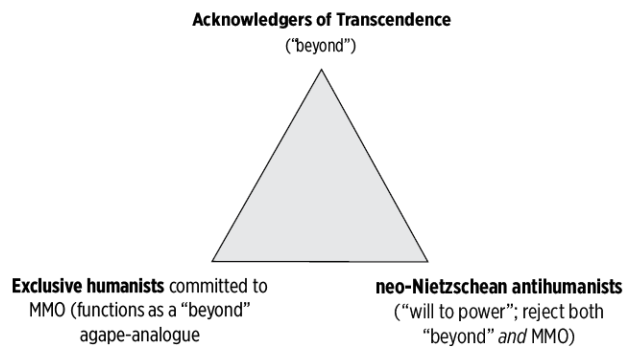 Acknowledgers of Transcendence
("beyond")
Exclusive humanists committed to
MMO (functions as a "beyond"
agape-analogue
neo-Nietzschean antihumanists
("will to power"; reject both
"beyond" and MMO)